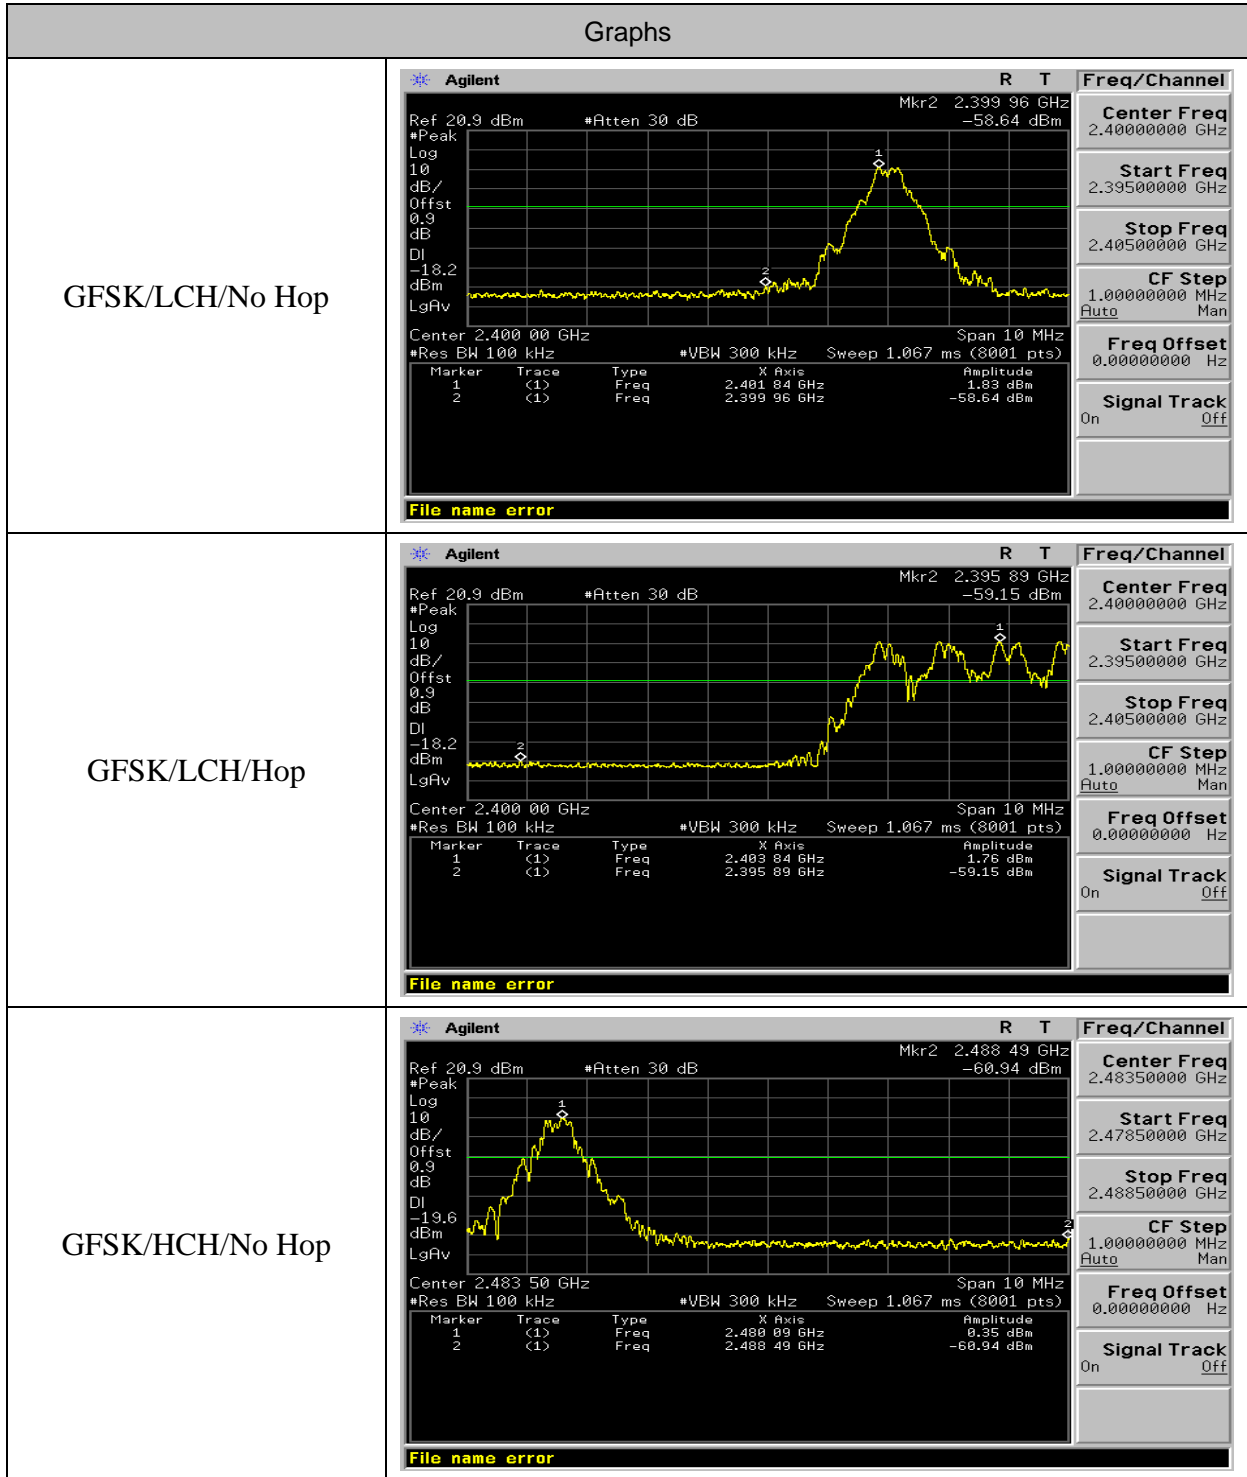 Graphs
GFSK/LCH/No Hop
Agilent R T Freq/Channel
Mkr2 2.399 96 GHz
Ref 20.9 dBm #Atten 30 dB -58.64 dBm
#Peak
Log
10
dB/
Offst
0.9
dB
DI
-18.2
dBm
LgAv
1
2
Center 2.400 00 GHz Span 10 MHz
#Res BW 100 kHz #VBW 300 kHz Sweep 1.067 ms (8001 pts)
Marker Trace Type X Axis Amplitude
1 (1) Freq 2.401 84 GHz 1.83 dBm
2 (1) Freq 2.399 96 GHz -58.64 dBm
Center Freq
2.40000000 GHz
Start Freq
2.39500000 GHz
Stop Freq
2.40500000 GHz
CF Step
1.00000000 MHz
Auto Man
Freq Offset
0.00000000 Hz
Signal Track
On Off
File name error
GFSK/LCH/Hop
Agilent R T Freq/Channel
Mkr2 2.395 89 GHz
Ref 20.9 dBm #Atten 30 dB -59.15 dBm
#Peak
Log
10
dB/
Offst
0.9
dB
DI
-18.2
dBm
LgAv
1
2
Center 2.400 00 GHz Span 10 MHz
#Res BW 100 kHz #VBW 300 kHz Sweep 1.067 ms (8001 pts)
Marker Trace Type X Axis Amplitude
1 (1) Freq 2.403 84 GHz 1.76 dBm
2 (1) Freq 2.395 89 GHz -59.15 dBm
Center Freq
2.40000000 GHz
Start Freq
2.39500000 GHz
Stop Freq
2.40500000 GHz
CF Step
1.00000000 MHz
Auto Man
Freq Offset
0.00000000 Hz
Signal Track
On Off
File name error
GFSK/HCH/No Hop
Agilent R T Freq/Channel
Mkr2 2.488 49 GHz
Ref 20.9 dBm #Atten 30 dB -60.94 dBm
#Peak
Log
10
dB/
Offst
0.9
dB
DI
-19.6
dBm
LgAv
1
2
Center 2.483 50 GHz Span 10 MHz
#Res BW 100 kHz #VBW 300 kHz Sweep 1.067 ms (8001 pts)
Marker Trace Type X Axis Amplitude
1 (1) Freq 2.480 09 GHz 0.35 dBm
2 (1) Freq 2.488 49 GHz -60.94 dBm
Center Freq
2.48350000 GHz
Start Freq
2.47850000 GHz
Stop Freq
2.48850000 GHz
CF Step
1.00000000 MHz
Auto Man
Freq Offset
0.00000000 Hz
Signal Track
On Off
File name error